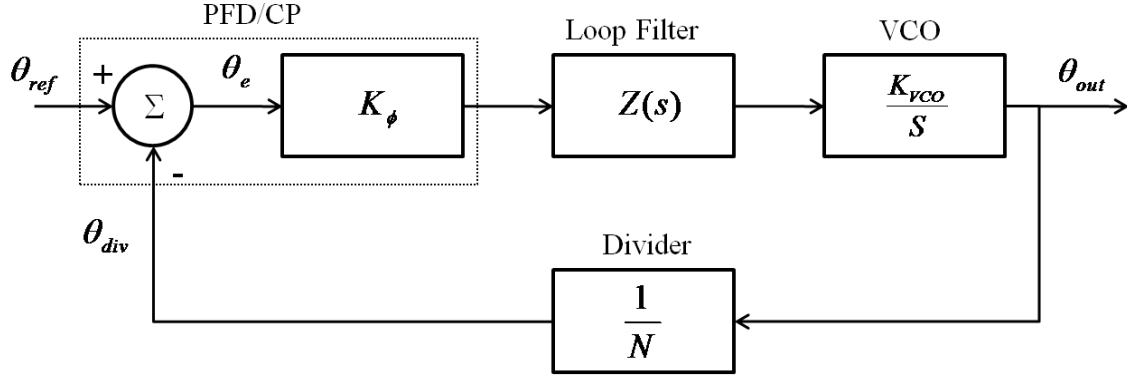 PFD/CP
Loop Filter
VCO
θref
+
Σ
θe
Kϕ
Z(s)
KVCO
S
θout
-
θdiv
Divider
1
N